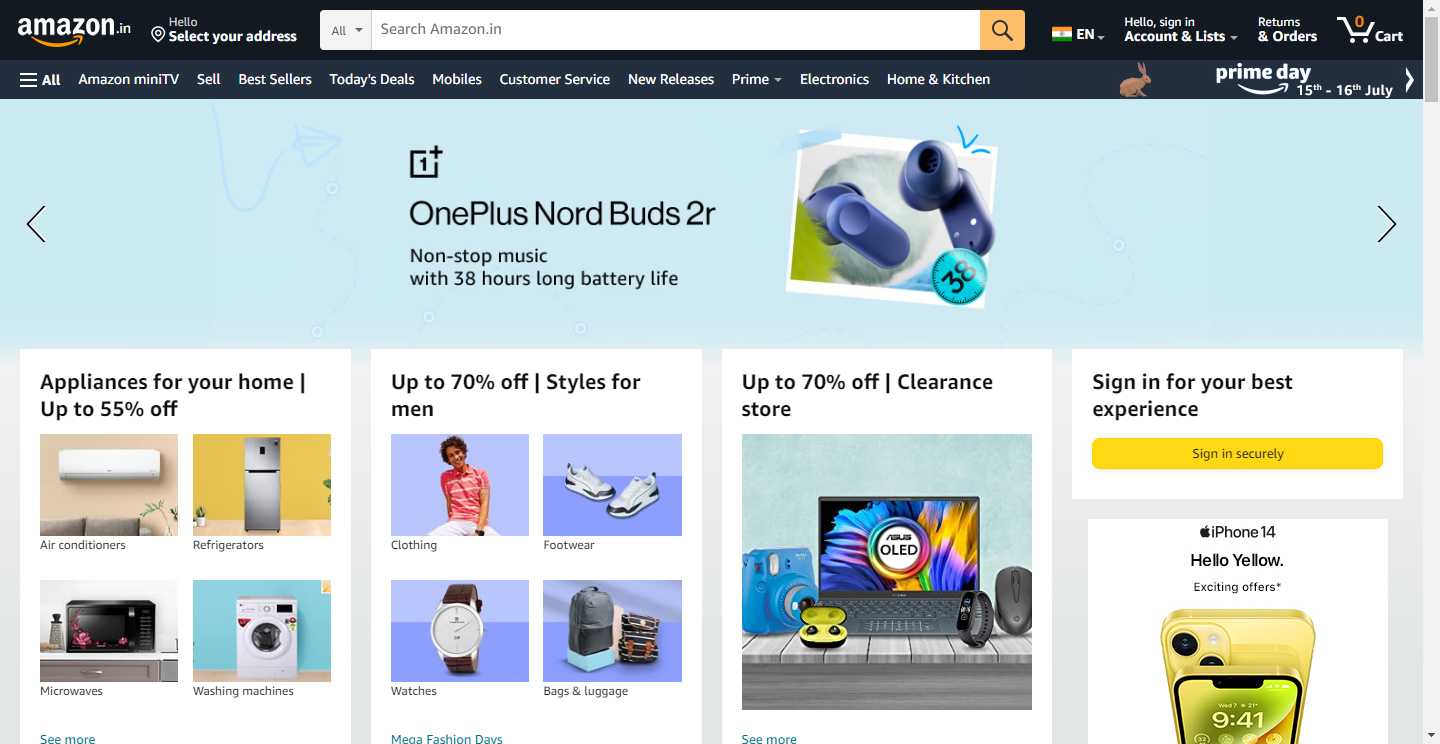 amazon.in
Hello
Select your address
All
Search Amazon.in
EN
Hello, sign in
Account & Lists
Returns
& Orders
0
Cart
All
Amazon miniTV
Sell
Best Sellers
Today's Deals
Mobiles
Customer Service
New Releases
Prime
Electronics
Home & Kitchen
prime day
15th - 16th July
1+
OnePlus Nord Buds 2r
Non-stop music
with 38 hours long battery life
38
Appliances for your home |
Up to 55% off
Air conditioners
Refrigerators
Microwaves
Washing machines
See more
Up to 70% off | Styles for
men
Clothing
Footwear
Watches
Bags & luggage
Mega Fashion Days
Up to 70% off | Clearance
store
ASUS
OLED
See more
Sign in for your best
experience
Sign in securely
iPhone 14
Hello Yellow.
Exciting offers*
Wed 7
21°
9:41